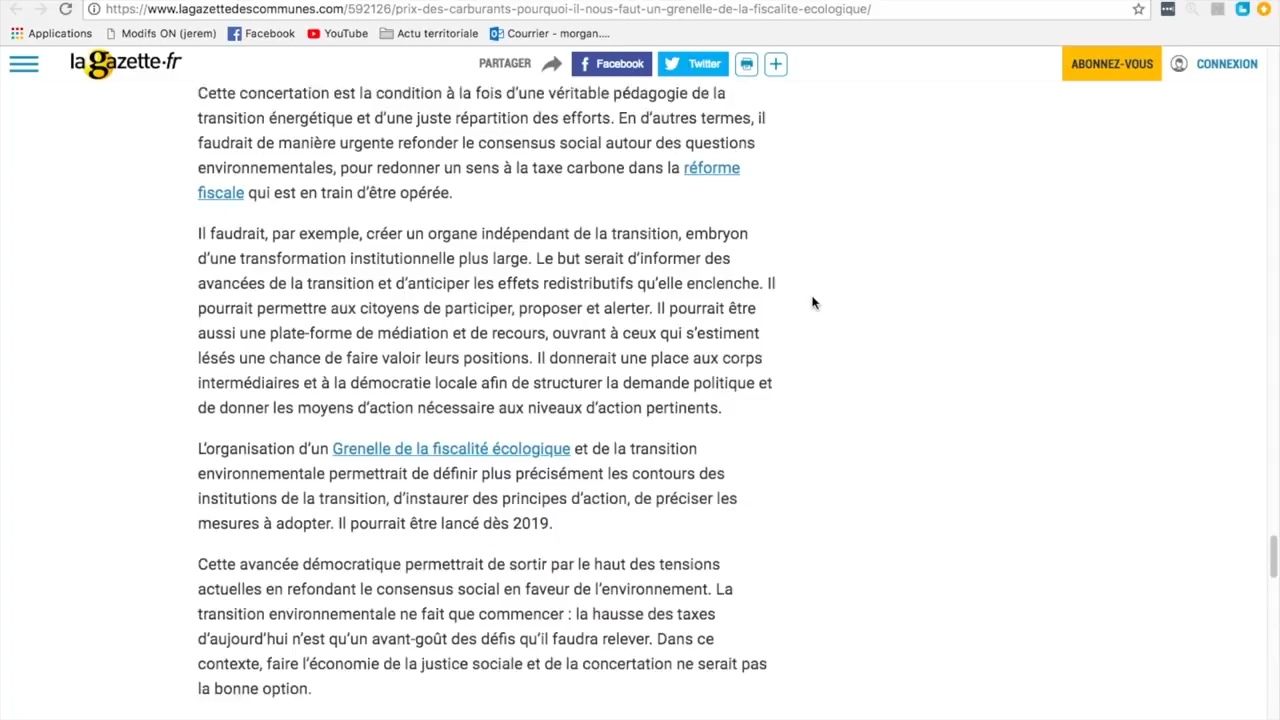 https://www.lagazettedescommunes.com/592126/prix-des-carburants-pourquoi-il-nous-faut-un-grenelle-de-la-fiscalite-ecologique/
Applications Modifs ON (jerem) Facebook YouTube Actu territoriale Courrier - morgan....
la gazette.fr PARTAGER Facebook Twitter ABONNEZ-VOUS CONNEXION
Cette concertation est la condition à la fois d’une véritable pédagogie de la
transition énergétique et d’une juste répartition des efforts. En d’autres termes, il
faudrait de manière urgente refonder le consensus social autour des questions
environnementales, pour redonner un sens à la taxe carbone dans la réforme
fiscale qui est en train d’être opérée.
Il faudrait, par exemple, créer un organe indépendant de la transition, embryon
d’une transformation institutionnelle plus large. Le but serait d’informer des
avancées de la transition et d’anticiper les effets redistributifs qu’elle enclenche. Il
pourrait permettre aux citoyens de participer, proposer et alerter. Il pourrait être
aussi une plate-forme de médiation et de recours, ouvrant à ceux qui s’estiment
lésés une chance de faire valoir leurs positions. Il donnerait une place aux corps
intermédiaires et à la démocratie locale afin de structurer la demande politique et
de donner les moyens d’action nécessaire aux niveaux d’action pertinents.
L’organisation d’un Grenelle de la fiscalité écologique et de la transition
environnementale permettrait de définir plus précisément les contours des
institutions de la transition, d’instaurer des principes d’action, de préciser les
mesures à adopter. Il pourrait être lancé dès 2019.
Cette avancée démocratique permettrait de sortir par le haut des tensions
actuelles en refondant le consensus social en faveur de l’environnement. La
transition environnementale ne fait que commencer : la hausse des taxes
d’aujourd’hui n’est qu’un avant-goût des défis qu’il faudra relever. Dans ce
contexte, faire l’économie de la justice sociale et de la concertation ne serait pas
la bonne option.